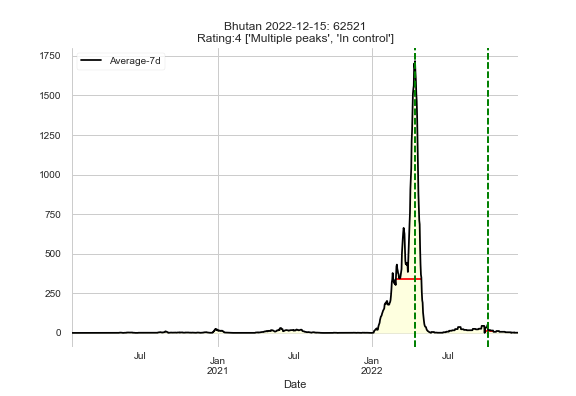 Bhutan 2022-12-15: 62521
Rating:4 ['Multiple peaks', 'In control']
Average-7d
1750
1500
1250
1000
750
500
250
0
Jul Jan Jul Jan Jul
2021 2022
Date